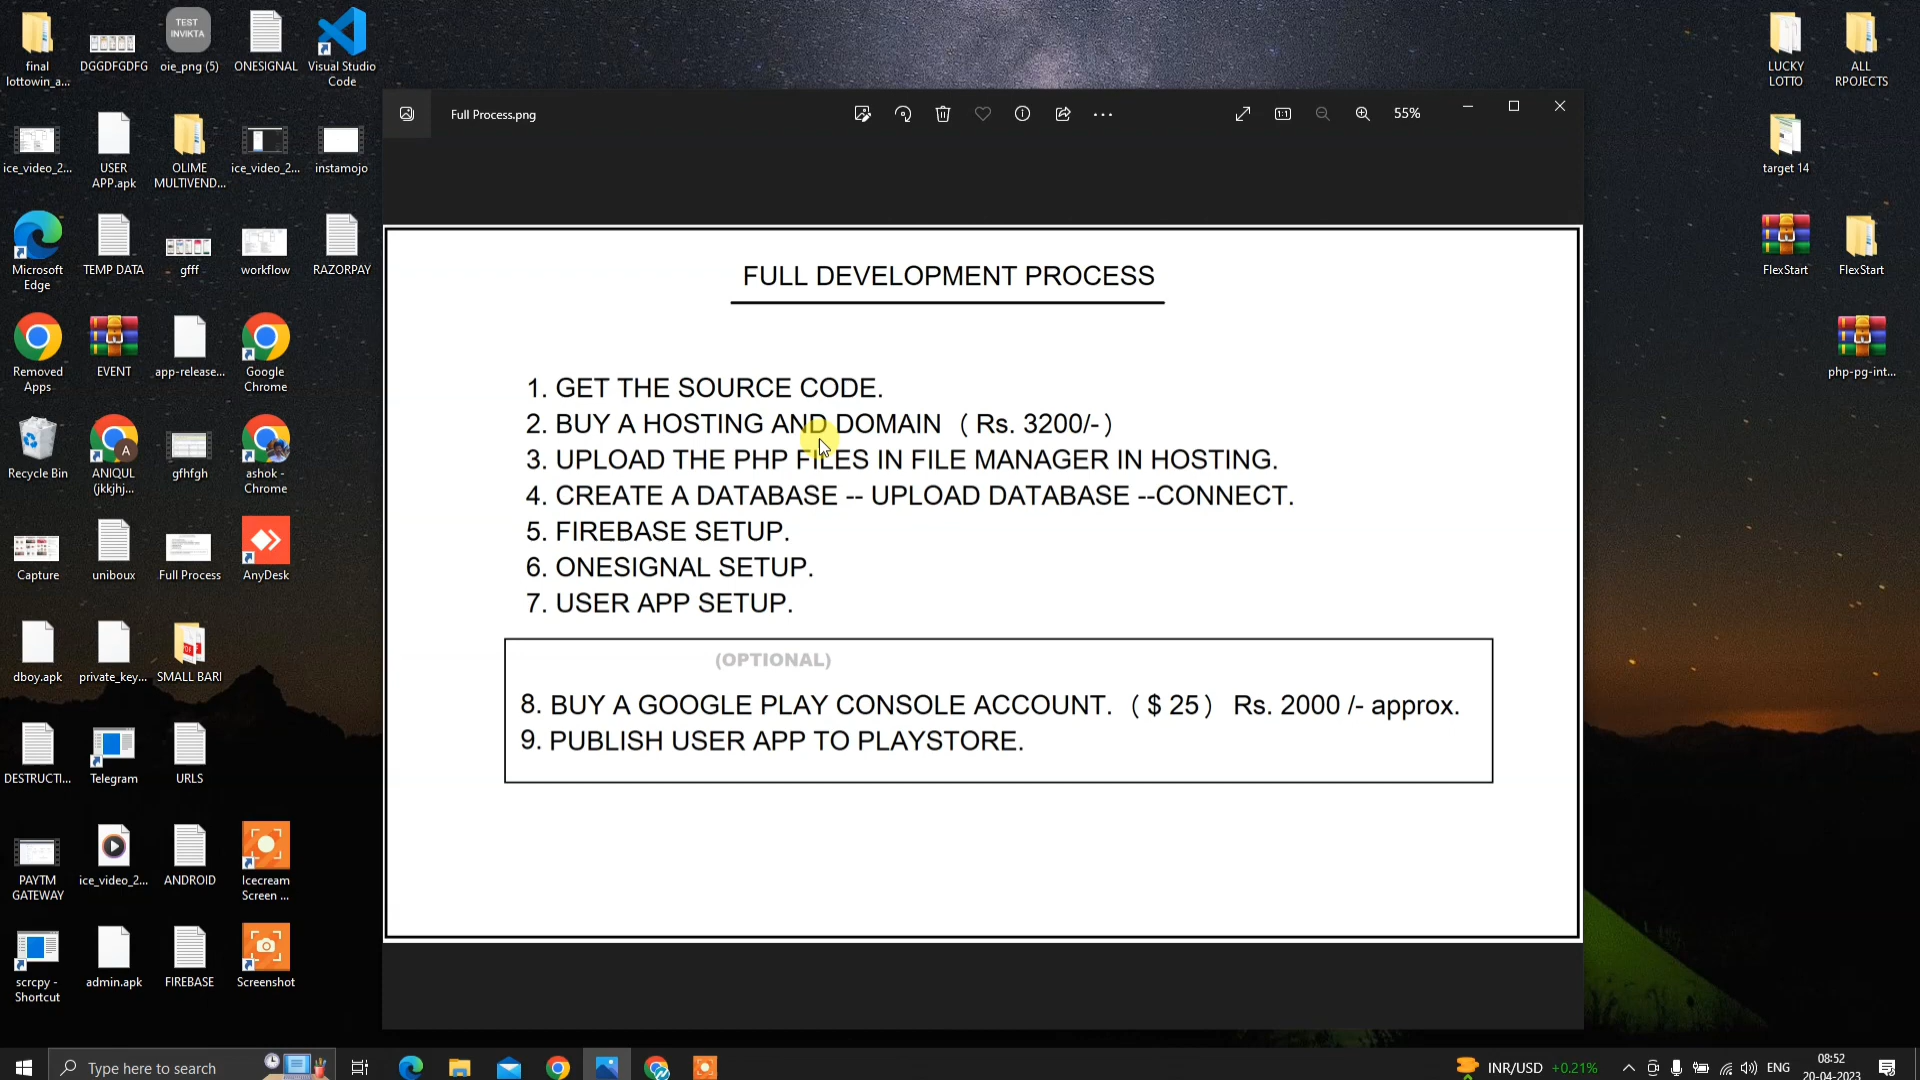 final
lottowin_a...
DGGDFGDFG
TEST
INVIKTA
oie_png (5)
ONESIGNAL
Visual Studio
Code
LUCKY
LOTTO
ALL
RPOJECTS
Full Process.png
55%
ice_video_2...
USER
APP.apk
OLIME
MULTIVEND...
ice_video_2...
instamojo
target 14
Microsoft
Edge
TEMP DATA
gfff
workflow
RAZORPAY
FlexStart
FlexStart
FULL DEVELOPMENT PROCESS
1. GET THE SOURCE CODE.
2. BUY A HOSTING AND DOMAIN ( Rs. 3200/-)
3. UPLOAD THE PHP FILES IN FILE MANAGER IN HOSTING.
4. CREATE A DATABASE -- UPLOAD DATABASE --CONNECT.
5. FIREBASE SETUP.
6. ONESIGNAL SETUP.
7. USER APP SETUP.
(OPTIONAL)
8. BUY A GOOGLE PLAY CONSOLE ACCOUNT. ( $ 25) Rs. 2000 /- approx.
9. PUBLISH USER APP TO PLAYSTORE.
Removed
Apps
EVENT
app-release...
Google
Chrome
php-pg-int...
Recycle Bin
ANIQUL
(jkkjhj...
gfhfgh
ashok -
Chrome
Capture
uniboux
Full Process
AnyDesk
dboy.apk
private_key...
SMALL BARI
DESTRUCTI...
Telegram
URLS
PAYTM
GATEWAY
ice_video_2...
ANDROID
Icecream
Screen ...
scrcpy -
Shortcut
admin.apk
FIREBASE
Screenshot
Type here to search
INR/USD +0.21%
ENG
08:52
20-04-2023